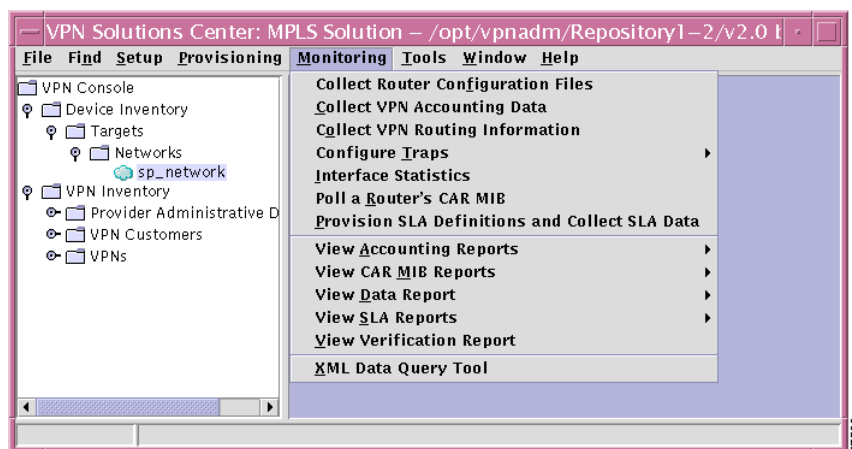 VPN Solutions Center: MPLS Solution – /opt/vpnadm/Repository1–2/v2.0
File Find Setup Provisioning Monitoring Tools Window Help
VPN Console
Device Inventory
Targets
Networks
sp_network
VPN Inventory
Provider Administrative D
VPN Customers
VPNs
Collect Router Configuration Files
Collect VPN Accounting Data
Collect VPN Routing Information
Configure Traps
Interface Statistics
Poll a Router's CAR MIB
Provision SLA Definitions and Collect SLA Data
View Accounting Reports
View CAR MIB Reports
View Data Report
View SLA Reports
View Verification Report
XML Data Query Tool